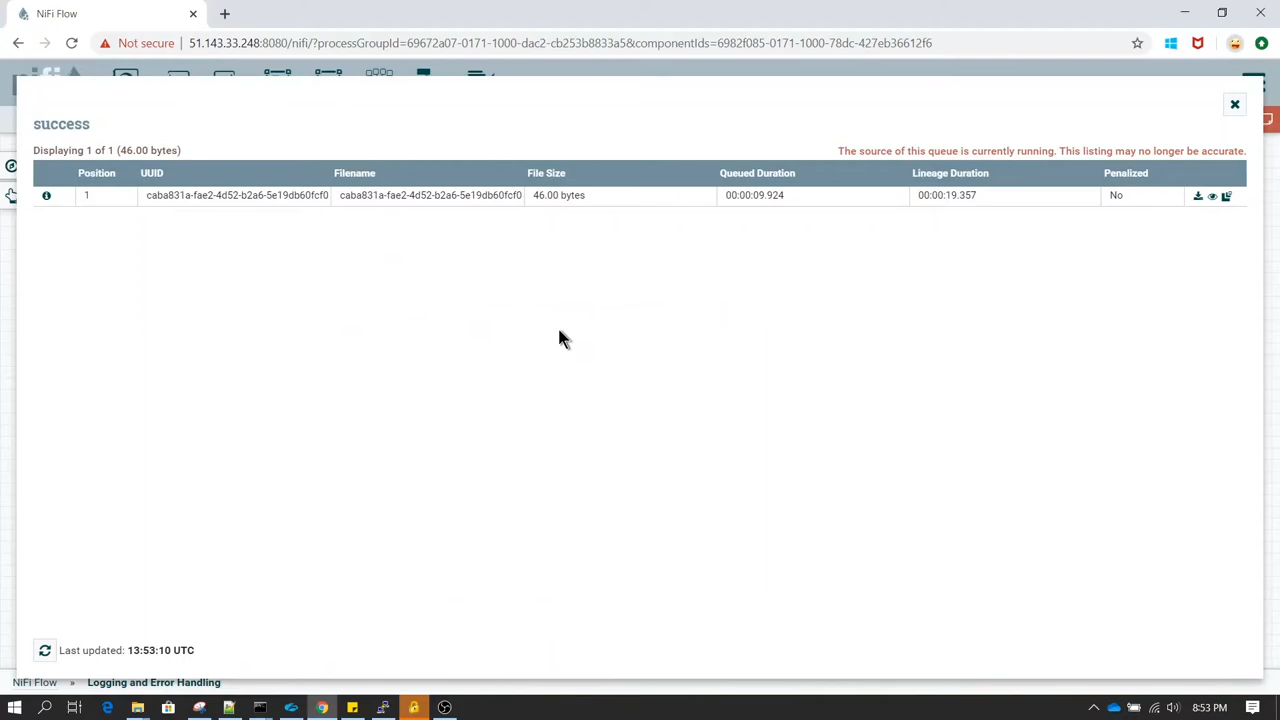 NiFi Flow
Not secure
51.143.33.248:8080/nifi/?processGroupId=69672a07-0171-1000-dac2-cb253b8833a5&componentIds=6982f085-0171-1000-78dc-427eb36612f6
success
Displaying 1 of 1 (46.00 bytes)
The source of this queue is currently running. This listing may no longer be accurate.
Position UUID Filename File Size Queued Duration Lineage Duration Penalized
1 caba831a-fae2-4d52-b2a6-5e19db60fcf0 caba831a-fae2-4d52-b2a6-5e19db60fcf0 46.00 bytes 00:00:09.924 00:00:19.357 No
Last updated: 13:53:10 UTC
NiFi Flow » Logging and Error Handling
8:53 PM